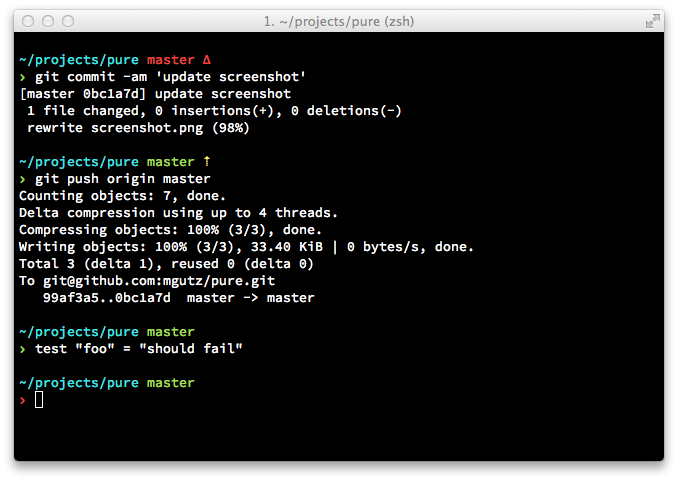 1. ~/projects/pure (zsh)
~/projects/pure master Δ
› git commit -am 'update screenshot'
[master 0bc1a7d] update screenshot
 1 file changed, 0 insertions(+), 0 deletions(-)
 rewrite screenshot.png (98%)
~/projects/pure master ↑
› git push origin master
Counting objects: 7, done.
Delta compression using up to 4 threads.
Compressing objects: 100% (3/3), done.
Writing objects: 100% (3/3), 33.40 KiB | 0 bytes/s, done.
Total 3 (delta 1), reused 0 (delta 0)
To git@github.com:mgutz/pure.git
   99af3a5..0bc1a7d  master -> master
~/projects/pure master
› test "foo" = "should fail"
~/projects/pure master
›